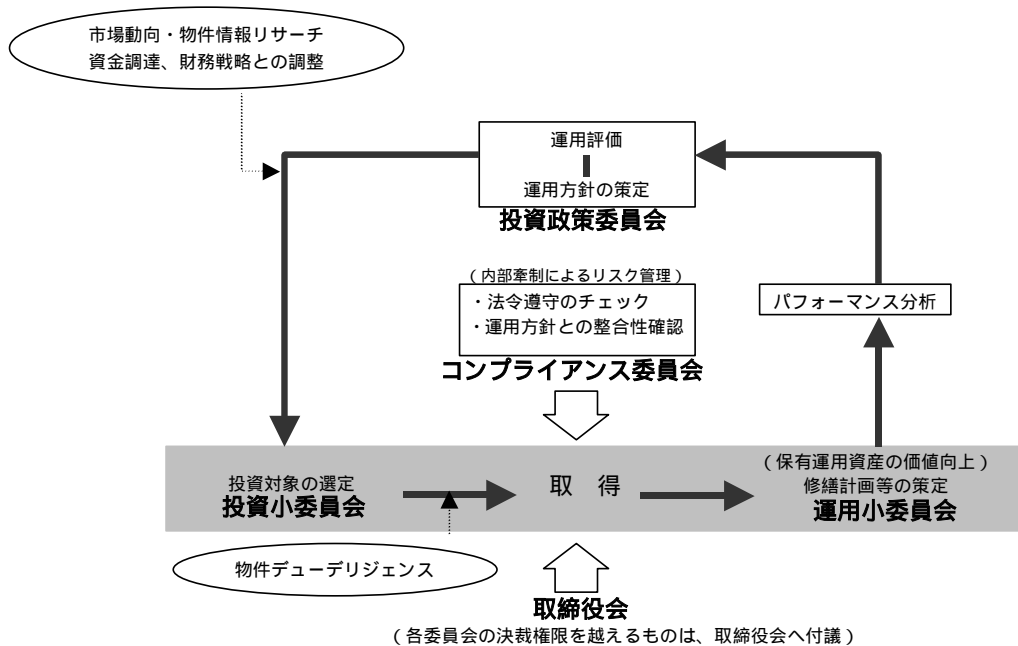 市場動向・物件情報リサーチ
資金調達、財務戦略との調整
運用評価
運用方針の策定
投資政策委員会
（内部牽制によるリスク管理）
・法令遵守のチェック
・運用方針との整合性確認
コンプライアンス委員会
パフォーマンス分析
投資対象の選定
投資小委員会
取　得
（保有運用資産の価値向上）
修繕計画等の策定
運用小委員会
物件デューデリジェンス
取締役会
（各委員会の決裁権限を越えるものは、取締役会へ付議）